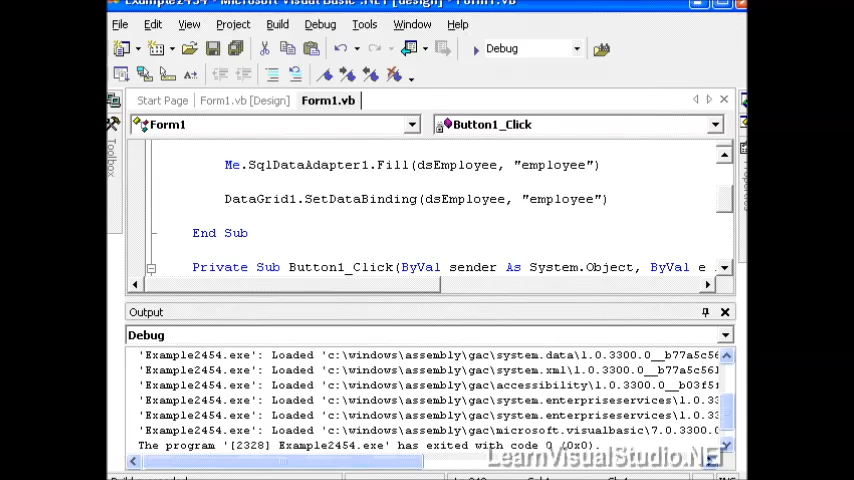 Example2454 - Microsoft Visual Basic .NET [design] - Form1.vb
File Edit View Project Build Debug Tools Window Help
Debug
Start Page Form1.vb [Design] Form1.vb
Form1 Button1_Click
Toolbox
Me.SqlDataAdapter1.Fill(dsEmployee, "employee")
DataGrid1.SetDataBinding(dsEmployee, "employee")
End Sub
Private Sub Button1_Click(ByVal sender As System.Object, ByVal e
Output
Debug
'Example2454.exe': Loaded 'c:\windows\assembly\gac\system.data\1.0.3300.0__b77a5c56
'Example2454.exe': Loaded 'c:\windows\assembly\gac\system.xml\1.0.3300.0__b77a5c561
'Example2454.exe': Loaded 'c:\windows\assembly\gac\accessibility\1.0.3300.0__b03f5f
'Example2454.exe': Loaded 'c:\windows\assembly\gac\system.enterpriseservices\1.0.33
'Example2454.exe': Loaded 'c:\windows\assembly\gac\system.enterpriseservices\1.0.33
'Example2454.exe': Loaded 'c:\windows\assembly\gac\microsoft.visualbasic\7.0.3300.0
The program '[2328] Example2454.exe' has exited with code 0 (0x0).
LearnVisualStudio.NET